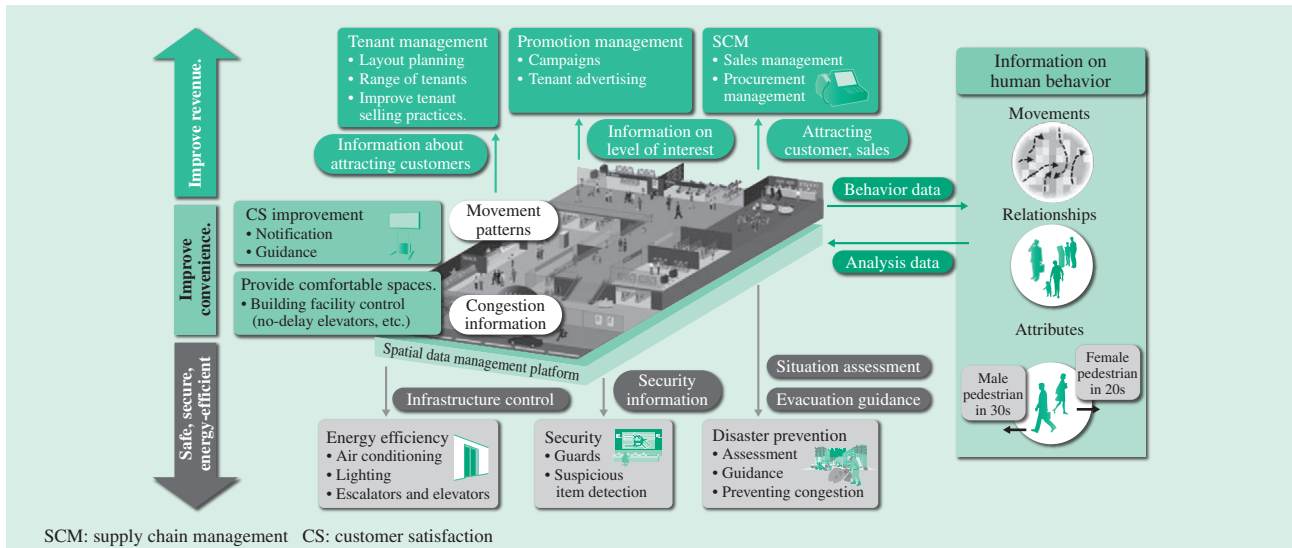 Improve revenue.
Improve
convenience.
Safe, secure,
energy-efficient
Tenant management
• Layout planning
• Range of tenants
• Improve tenant
selling practices.
Promotion management
• Campaigns
• Tenant advertising
SCM
• Sales management
• Procurement
management
Information about
attracting customers
Information on
level of interest
Attracting
customer, sales
CS improvement
• Notification
• Guidance
Provide comfortable spaces.
• Building facility control
(no-delay elevators, etc.)
Movement
patterns
Congestion
information
Spatial data management platform
Behavior data
Analysis data
Information on
human behavior
Movements
Relationships
Attributes
Male
pedestrian
in 30s
Female
pedestrian
in 20s
Infrastructure control
Security
information
Situation assessment
Evacuation guidance
Energy efficiency
• Air conditioning
• Lighting
• Escalators and elevators
Security
• Guards
• Suspicious
item detection
Disaster prevention
• Assessment
• Guidance
• Preventing congestion
SCM: supply chain management CS: customer satisfaction